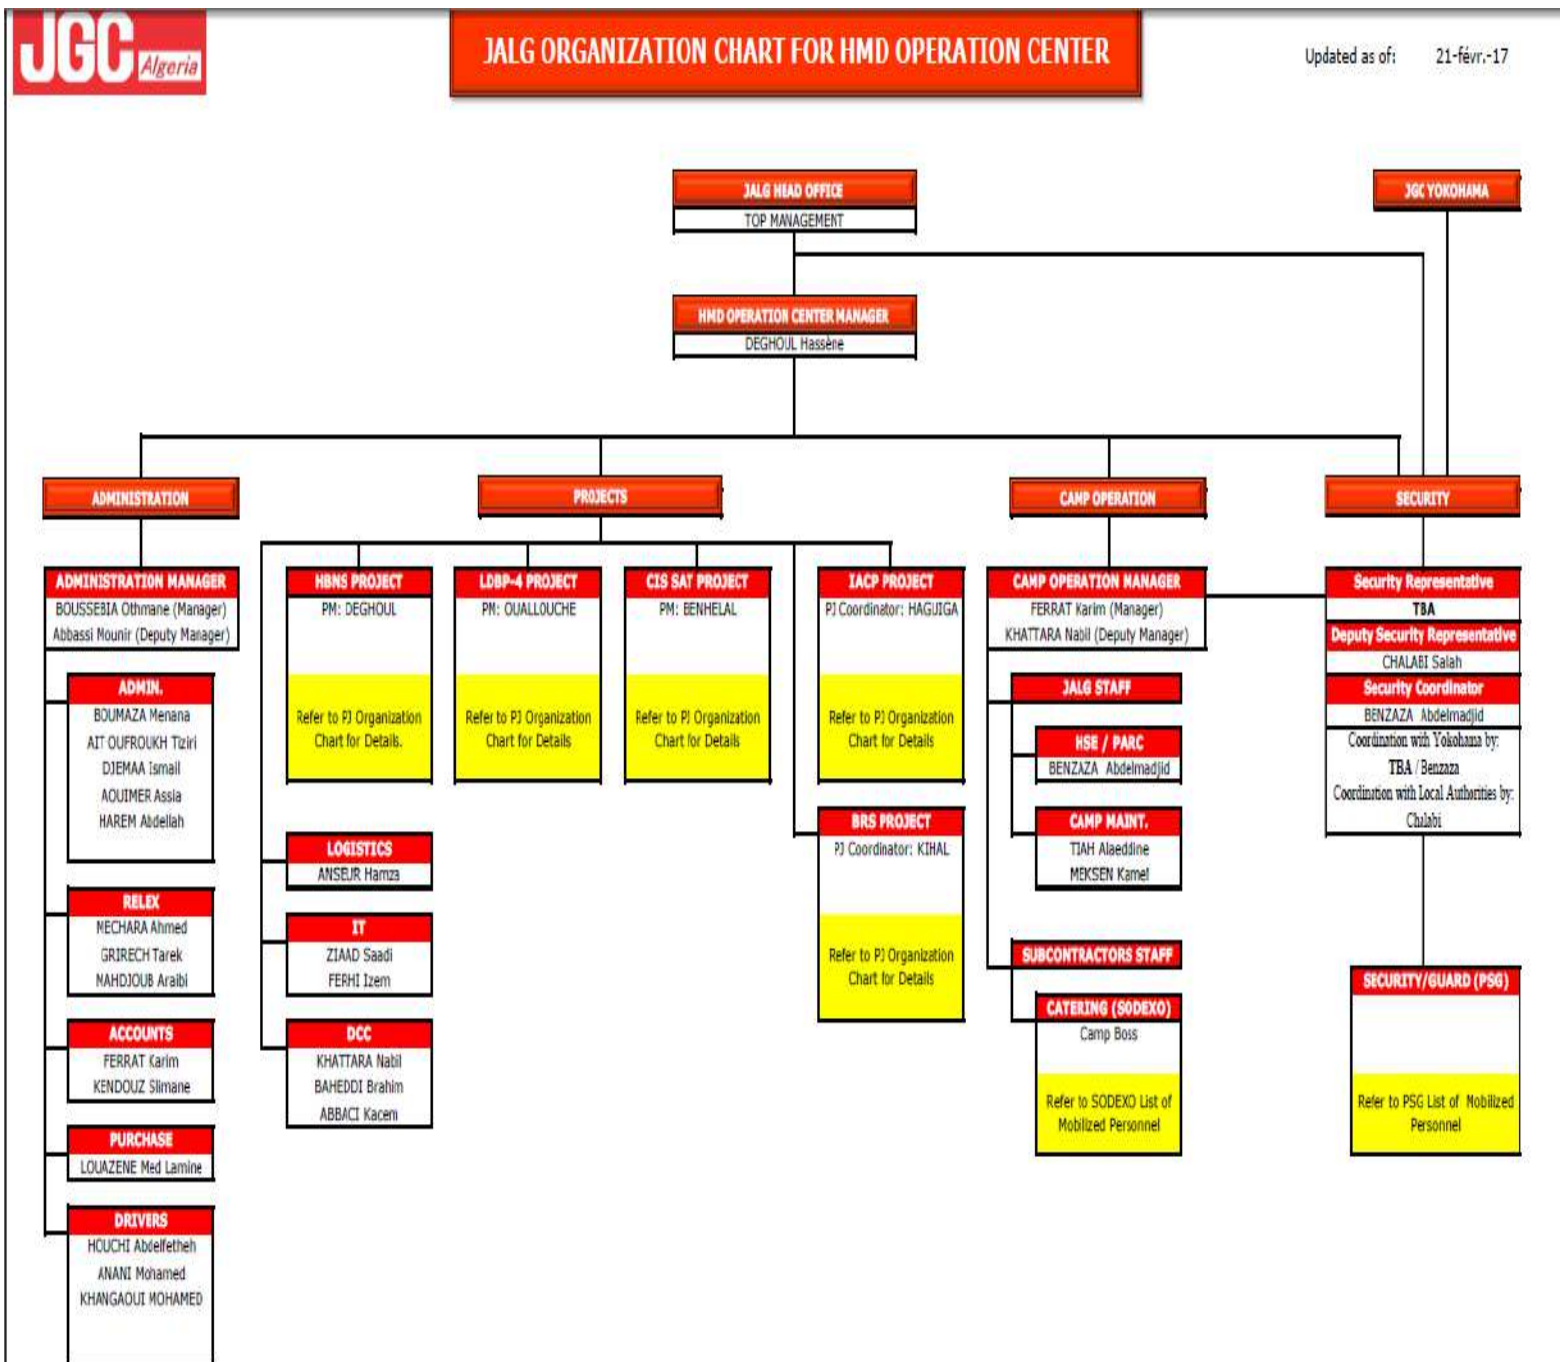 JGC Algeria
JALG ORGANIZATION CHART FOR HMD OPERATION CENTER
Updated as of: 21-févr.-17
JALG HEAD OFFICE
TOP MANAGEMENT
JGC YOKOHAMA
HMD OPERATION CENTER MANAGER
DEGHOUL Hassène
ADMINISTRATION
PROJECTS
CAMP OPERATION
SECURITY
ADMINISTRATION MANAGER
BOUSSEBIA Othmane (Manager)
Abbassi Mounir (Deputy Manager)
ADMIN.
BOUMAZA Menana
AIT OUFROUKH Tiziri
DJEMAA Ismail
AOUIMER Assia
HAREM Abdellah
RELEX
MECHARA Ahmed
GRIRECH Tarek
MAHDJOUB Araibi
ACCOUNTS
FERRAT Karim
KENDOUZ Slimane
PURCHASE
LOUAZENE Med Lamine
DRIVERS
HOUCHI Abdelfetheh
ANANI Mohamed
KHANGAOUI MOHAMED
HBNS PROJECT
PM: DEGHOUL
Refer to PJ Organization
Chart for Details.
LDBP-4 PROJECT
PM: OUALLOUCHE
Refer to PJ Organization
Chart for Details
CIS SAT PROJECT
PM: BENHELAL
Refer to PJ Organization
Chart for Details
IACP PROJECT
PJ Coordinator: HAGUIGA
Refer to PJ Organization
Chart for Details
BRS PROJECT
PJ Coordinator: KIHAL
Refer to PJ Organization
Chart for Details
LOGISTICS
ANSEUR Hamza
IT
ZIAAD Saadi
FERHI Izem
DCC
KHATTARA Nabil
BAHEDDI Brahim
ABBACI Kacem
CAMP OPERATION MANAGER
FERRAT Karim (Manager)
KHATTARA Nabil (Deputy Manager)
JALG STAFF
HSE / PARC
BENZAZA Abdelmadjid
CAMP MAINT.
TIAH Alaeddine
MEKSEN Kamel
SUBCONTRACTORS STAFF
CATERING (SODEXO)
Camp Boss
Refer to SODEXO List of
Mobilized Personnel
Security Representative
TBA
Deputy Security Representative
CHALABI Salah
Security Coordinator
BENZAZA Abdelmadjid
Coordination with Yokohama by:
TBA / Benzaza
Coordination with Local Authorities by:
Chalabi
SECURITY/GUARD (PSG)
Refer to PSG List of Mobilized
Personnel